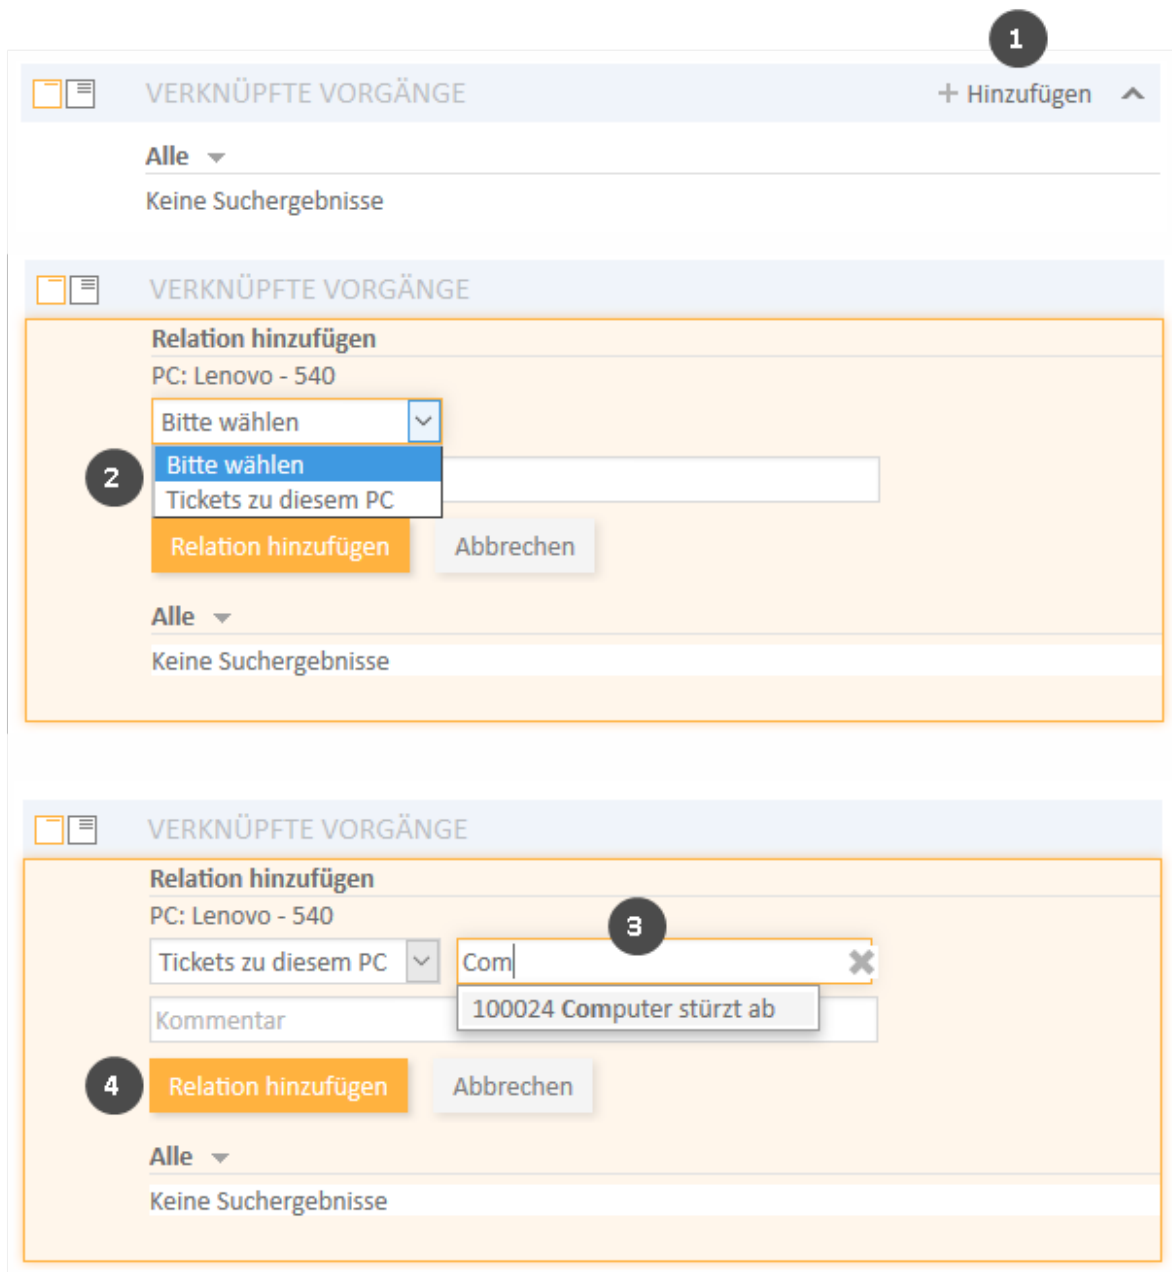 1
VERKNÜPFTE VORGÄNGE + Hinzufügen
Alle
Keine Suchergebnisse
VERKNÜPFTE VORGÄNGE
Relation hinzufügen
PC: Lenovo - 540
Bitte wählen
2 Bitte wählen
Tickets zu diesem PC
Relation hinzufügen Abbrechen
Alle
Keine Suchergebnisse
VERKNÜPFTE VORGÄNGE
Relation hinzufügen
PC: Lenovo - 540
3
Tickets zu diesem PC Com
100024 Computer stürzt ab
Kommentar
4 Relation hinzufügen Abbrechen
Alle
Keine Suchergebnisse